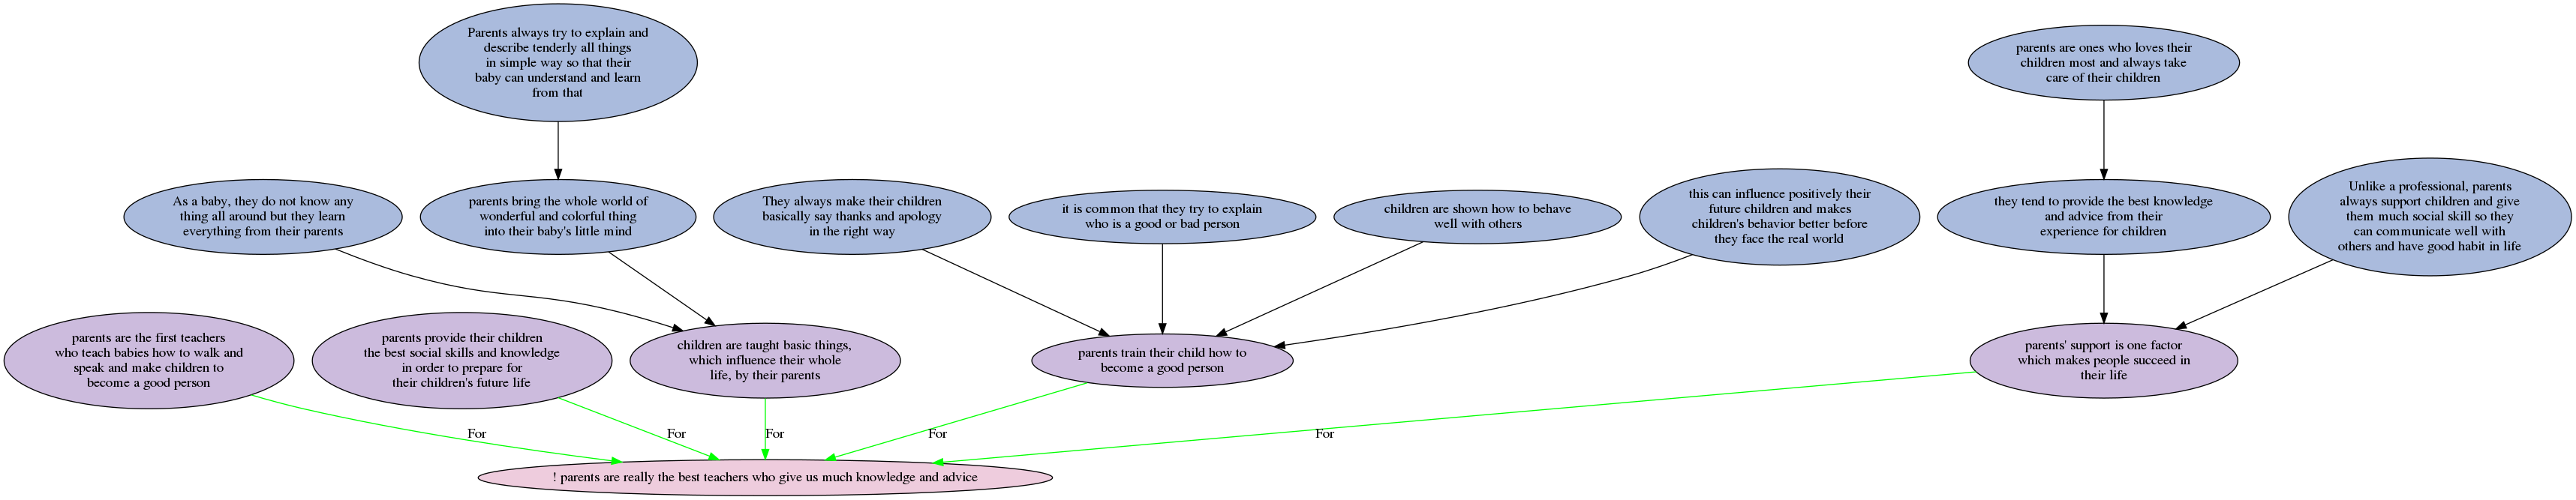 Parents always try to explain and
describe tenderly all things
in simple way so that their
baby can understand and learn
from that
parents are ones who loves their
children most and always take
care of their children
As a baby, they do not know any
thing all around but they learn
everything from their parents
parents bring the whole world of
wonderful and colorful thing
into their baby's little mind
They always make their children
basically say thanks and apology
in the right way
it is common that they try to explain
who is a good or bad person
children are shown how to behave
well with others
this can influence positively their
future children and makes
children's behavior better before
they face the real world
they tend to provide the best knowledge
and advice from their
experience for children
Unlike a professional, parents
always support children and give
them much social skill so they
can communicate well with
others and have good habit in life
parents are the first teachers
who teach babies how to walk and
speak and make children to
become a good person
parents provide their children
the best social skills and knowledge
in order to prepare for
their children's future life
children are taught basic things,
which influence their whole
life, by their parents
parents train their child how to
become a good person
parents' support is one factor
which makes people succeed in
their life
For
For
For
For
For
! parents are really the best teachers who give us much knowledge and advice